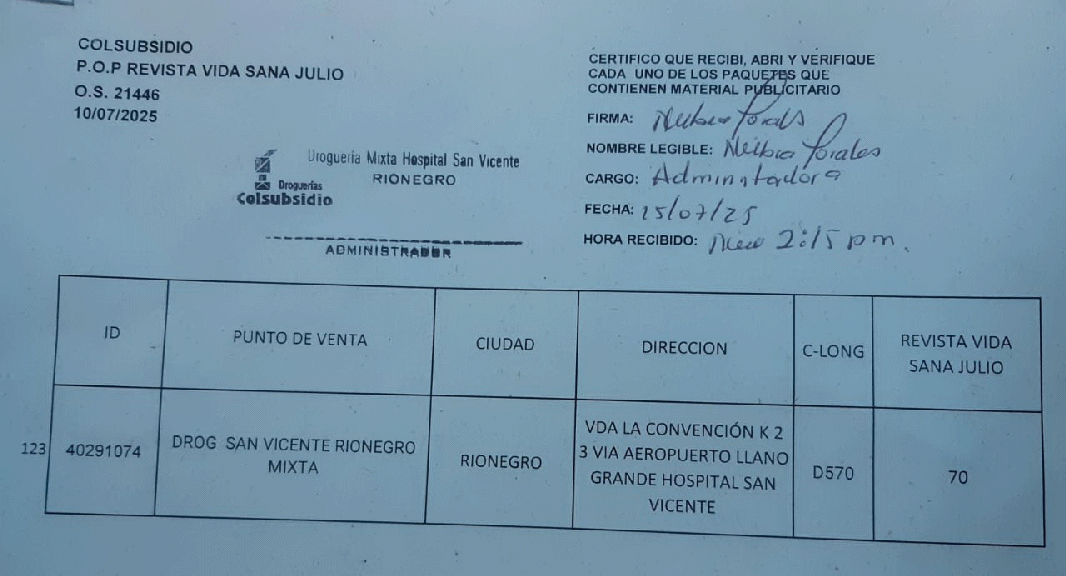 COLSUBSIDIO
P.O.P REVISTA VIDA SANA JULIO
O.S. 21446
10/07/2025
CERTIFICO QUE RECIBI, ABRI Y VERIFIQUE
CADA UNO DE LOS PAQUETES QUE
CONTIENEN MATERIAL PUBLICITARIO
FIRMA:
NOMBRE LEGIBLE:
CARGO:
FECHA: 15/07/25
HORA RECIBIDO: 2:15 pm.
Drogueria Mixta Hospital San Vicente
RIONEGRO
Droguerías
Colsubsidio
ADMINISTRADOR
ID
PUNTO DE VENTA
CIUDAD
DIRECCION
C-LONG
REVISTA VIDA
SANA JULIO
123
40291074
DROG SAN VICENTE RIONEGRO
MIXTA
RIONEGRO
VDA LA CONVENCIÓN K 2
3 VIA AEROPUERTO LLANO
GRANDE HOSPITAL SAN
VICENTE
D570
70